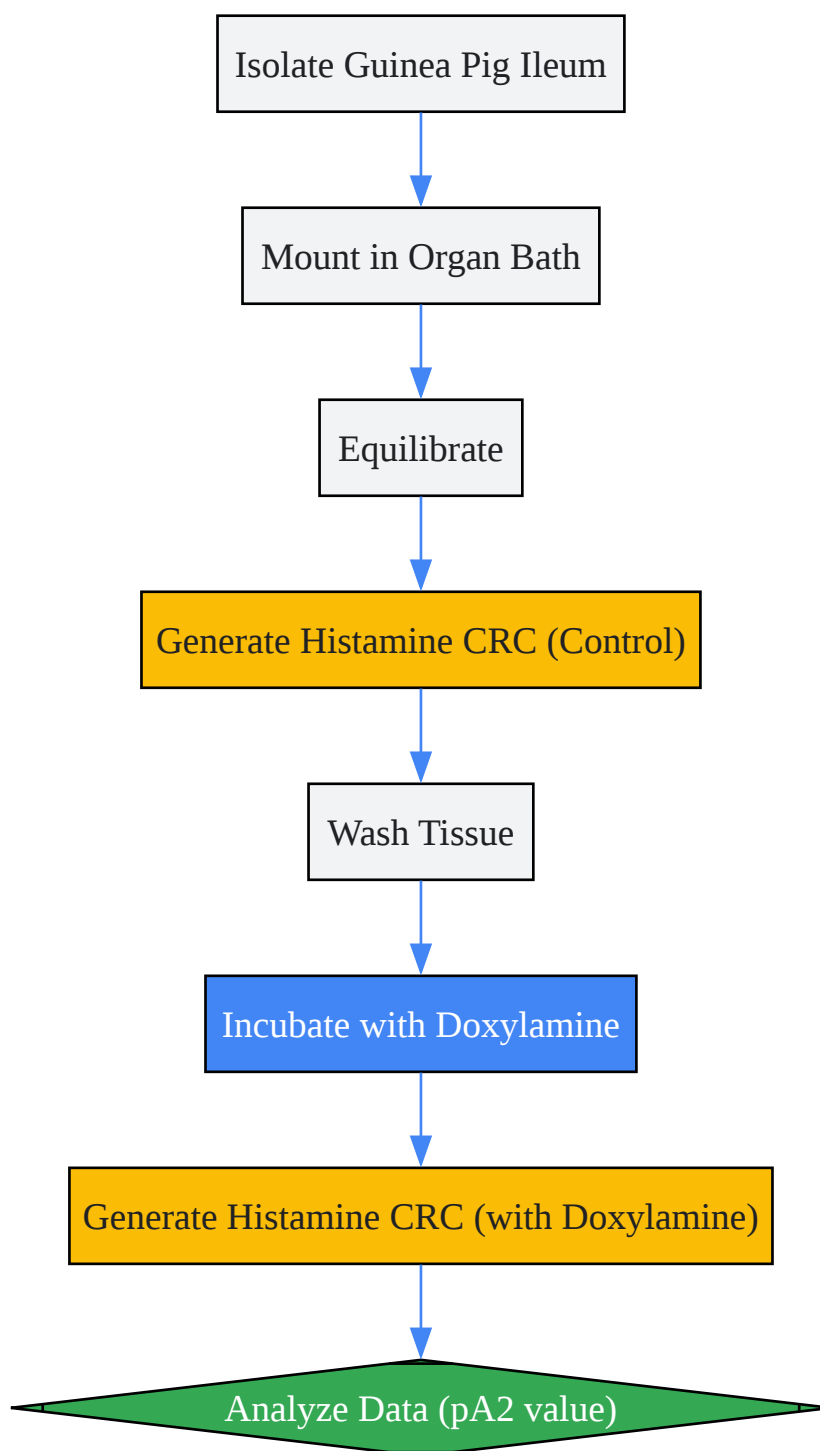 Isolate Guinea Pig Ileum
Mount in Organ Bath
Equilibrate
Generate Histamine CRC (Control)
Wash Tissue
Incubate with Doxylamine
Generate Histamine CRC (with Doxylamine)
Analyze Data (pA2 value)